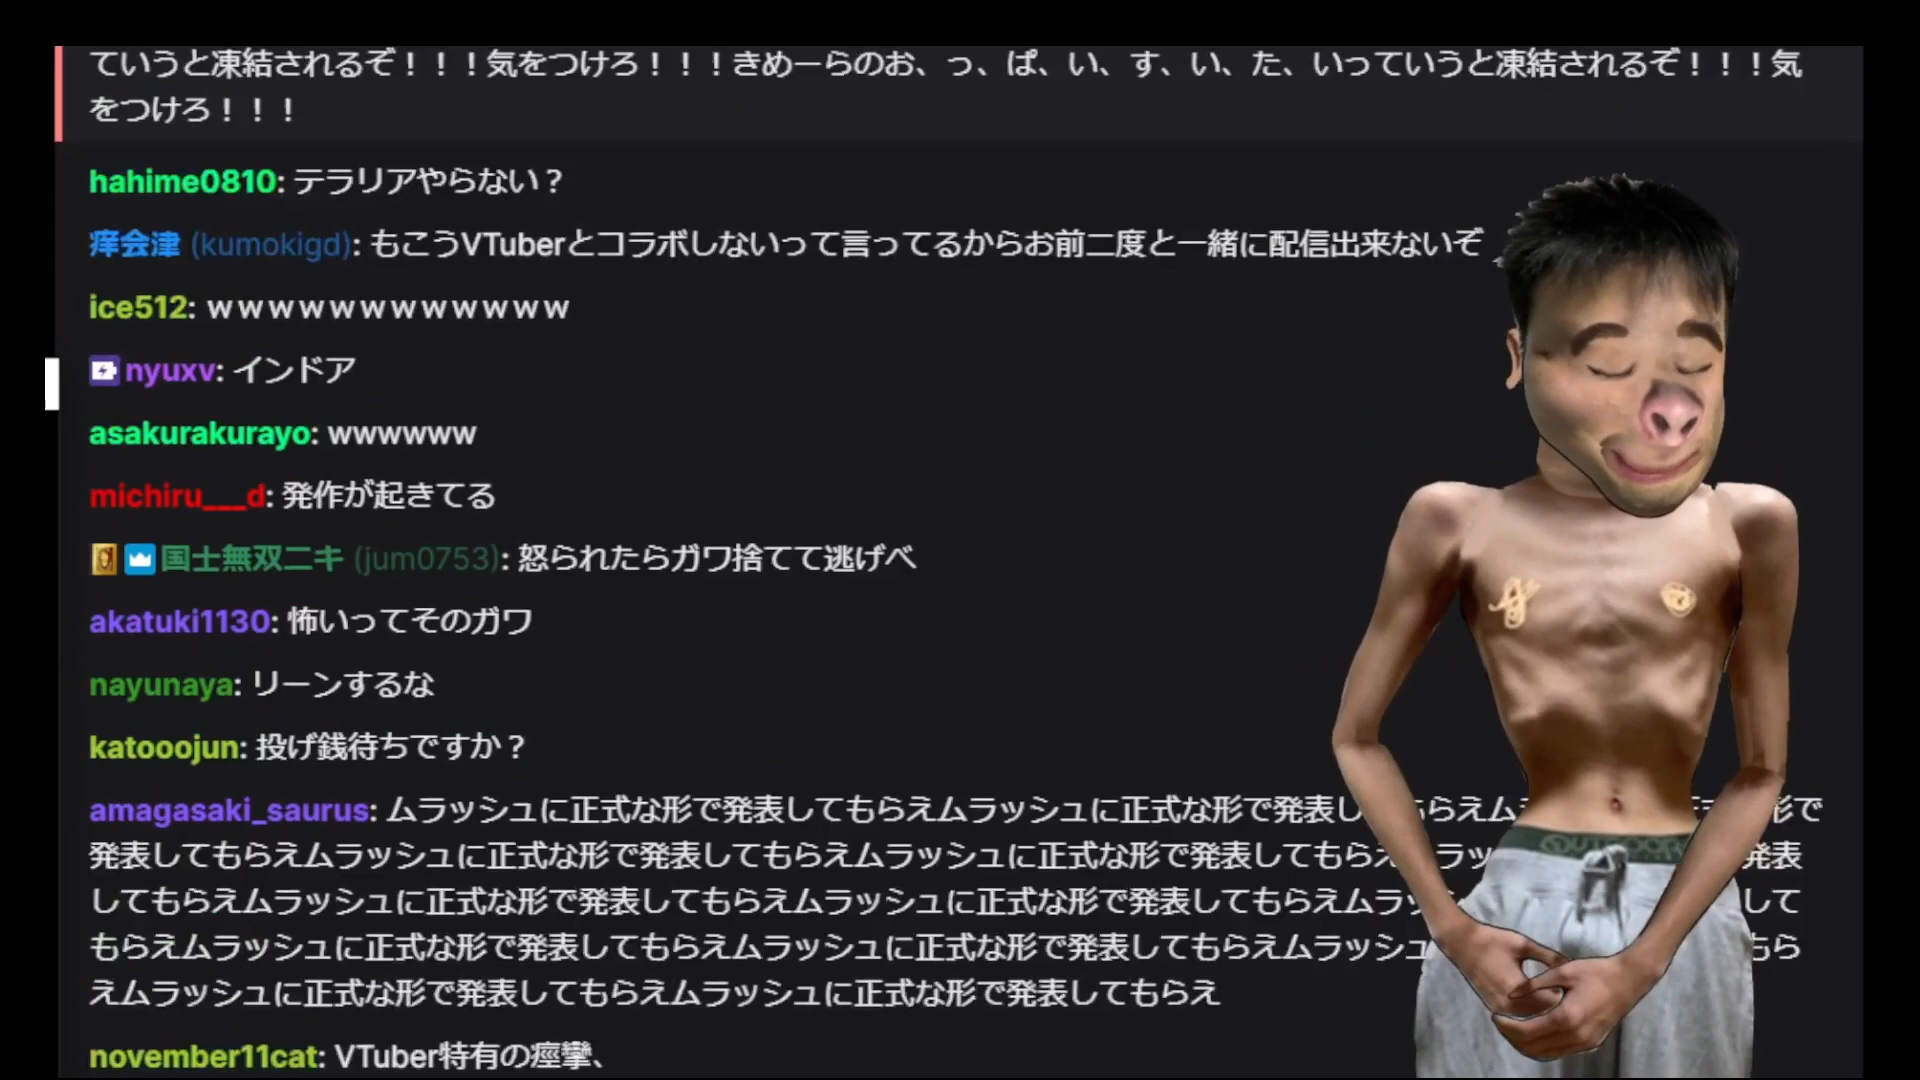 ていうと凍結されるぞ！！！気をつけろ！！！きめーらのお、っ、ぱ、い、す、い、た、いっていうと凍結されるぞ！！！気
をつけろ！！！
hahime0810: テラリアやらない？
痒会津 (kumokigd): もこうVTuberとコラボしないって言ってるからお前二度と一緒に配信出来ないぞ
ice512: ｗｗｗｗｗｗｗｗｗｗｗｗ
nyuxv: インドア
asakurakurayo: wwwwww
michiru___d: 発作が起きてる
国士無双ニキ (jum0753): 怒られたらガワ捨てて逃げべ
akatuki1130: 怖いってそのガワ
nayunaya: リーンするな
katooojun: 投げ銭待ちですか？
amagasaki_saurus: ムラッシュに正式な形で発表してもらえムラッシュに正式な形で発表し らえム 形で
発表してもらえムラッシュに正式な形で発表してもらえムラッシュに正式な形で発表してもらえ ラッ 発表
してもらえムラッシュに正式な形で発表してもらえムラッシュに正式な形で発表してもらえムラッ して
もらえムラッシュに正式な形で発表してもらえムラッシュに正式な形で発表してもらえムラッシュ もら
えムラッシュに正式な形で発表してもらえムラッシュに正式な形で発表してもらえ
november11cat: VTuber特有の痙攣、